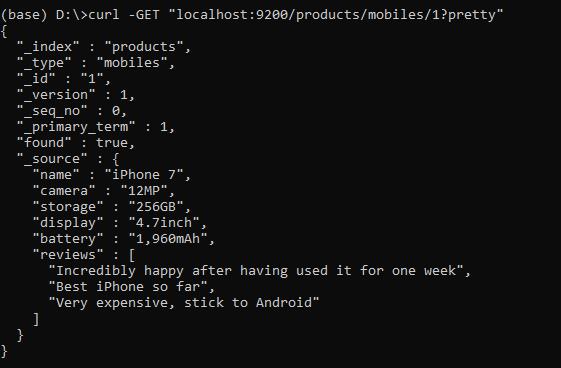 (base) D:\>curl -GET "localhost:9200/products/mobiles/1?pretty"
{
  "_index" : "products",
  "_type" : "mobiles",
  "_id" : "1",
  "_version" : 1,
  "_seq_no" : 0,
  "_primary_term" : 1,
  "found" : true,
  "_source" : {
    "name" : "iPhone 7",
    "camera" : "12MP",
    "storage" : "256GB",
    "display" : "4.7inch",
    "battery" : "1,960mAh",
    "reviews" : [
      "Incredibly happy after having used it for one week",
      "Best iPhone so far",
      "Very expensive, stick to Android"
    ]
  }
}